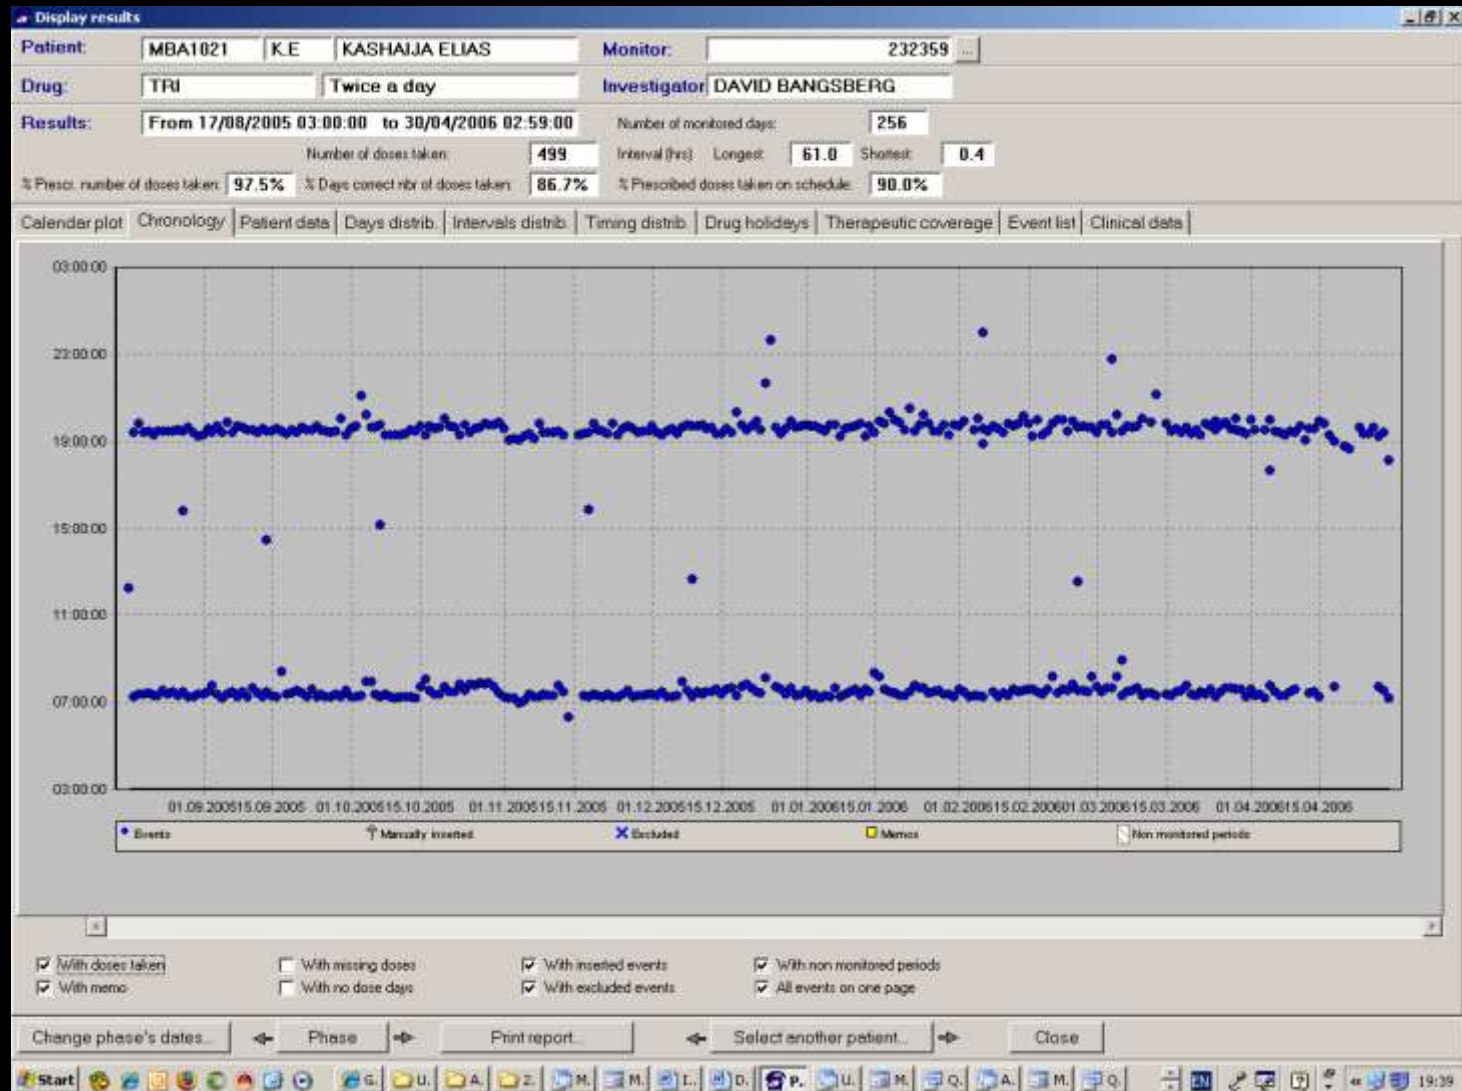 Display results
Patient: MBA1021 K.E KASHAIJA ELIAS Monitor: 232359 ...
Drug: TRI Twice a day Investigator DAVID BANGSBERG
Results: From 17/08/2005 03:00:00 to 30/04/2006 02:59:00 Number of monitored days: 256
Number of doses taken: 499 Interval (hrs) Longest: 61.0 Shortest: 0.4
% Prescr. number of doses taken: 97.5% % Days correct nbr of doses taken: 86.7% % Prescribed doses taken on schedule: 90.0%
Calendar plot Chronology Patient data Days distrib. Intervals distrib. Timing distrib. Drug holidays Therapeutic coverage Event list Clinical data
03:00:00
23:00:00
19:00:00
15:00:00
11:00:00
07:00:00
03:00:00
01.09.2005 15.09.2005 01.10.2005 15.10.2005 01.11.2005 15.11.2005 01.12.2005 15.12.2005 01.01.2006 15.01.2006 01.02.2006 15.02.2006 01.03.2006 15.03.2006 01.04.2006 15.04.2006
Events Manually inserted Excluded Memos Non monitored periods
With doses taken With missing doses With inserted events With non monitored periods
With memo With no dose days With excluded events All events on one page
Change phase's dates... Phase Print report... Select another patient... Close
Start G. U. A. Z. M. M. L. D. P. U. M. Q. A. M. Q. EN 19:39